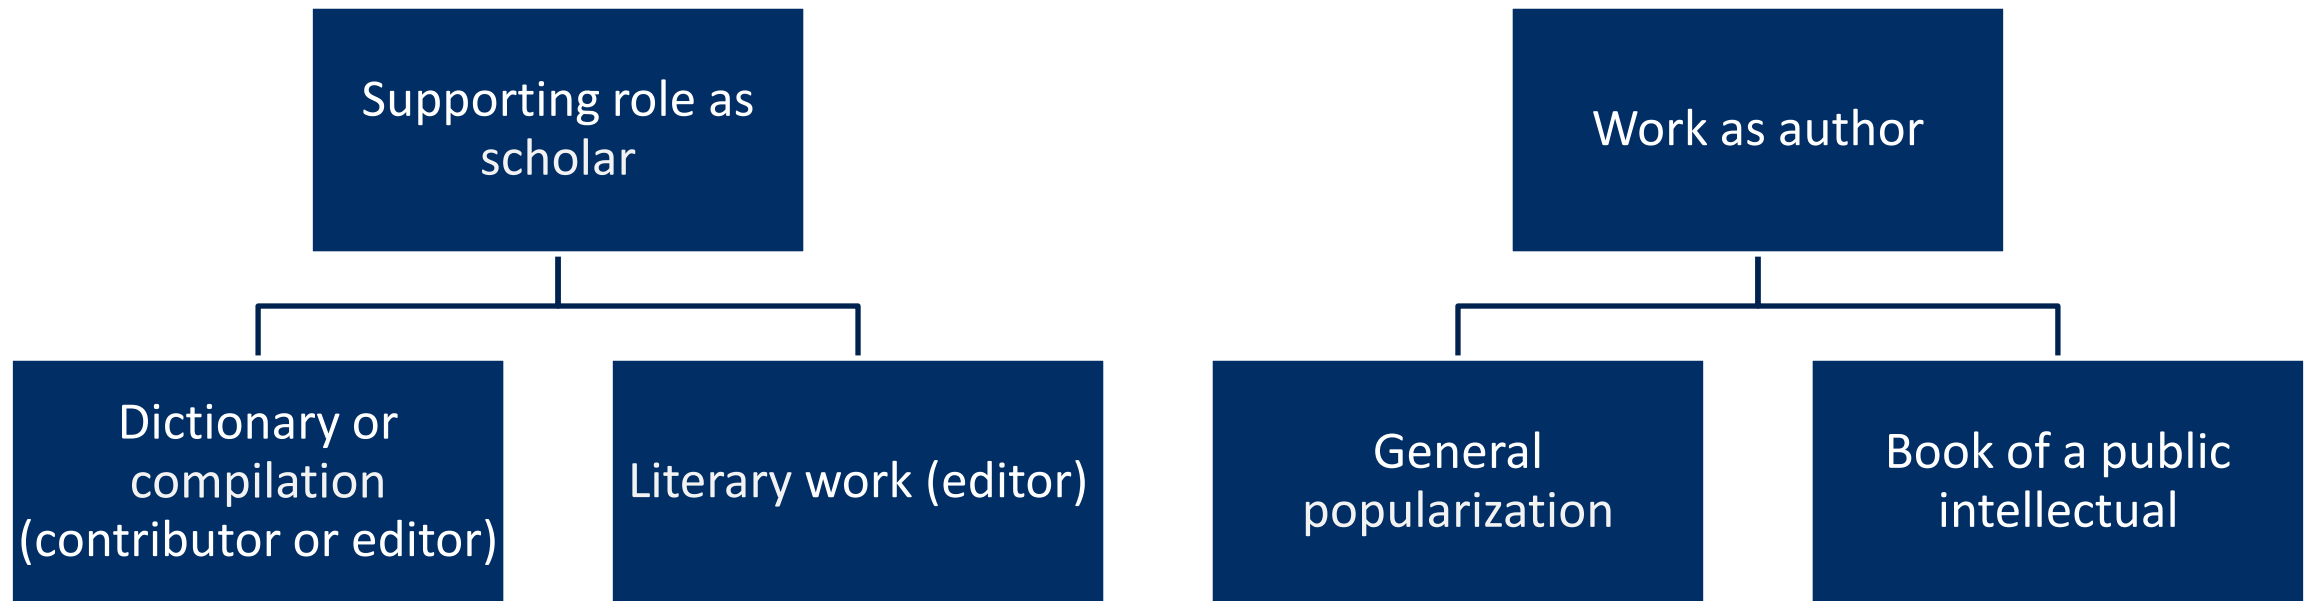 Supporting role as
scholar
Work as author
Dictionary or
compilation
(contributor or editor)
Literary work (editor)
General
popularization
Book of a public
intellectual